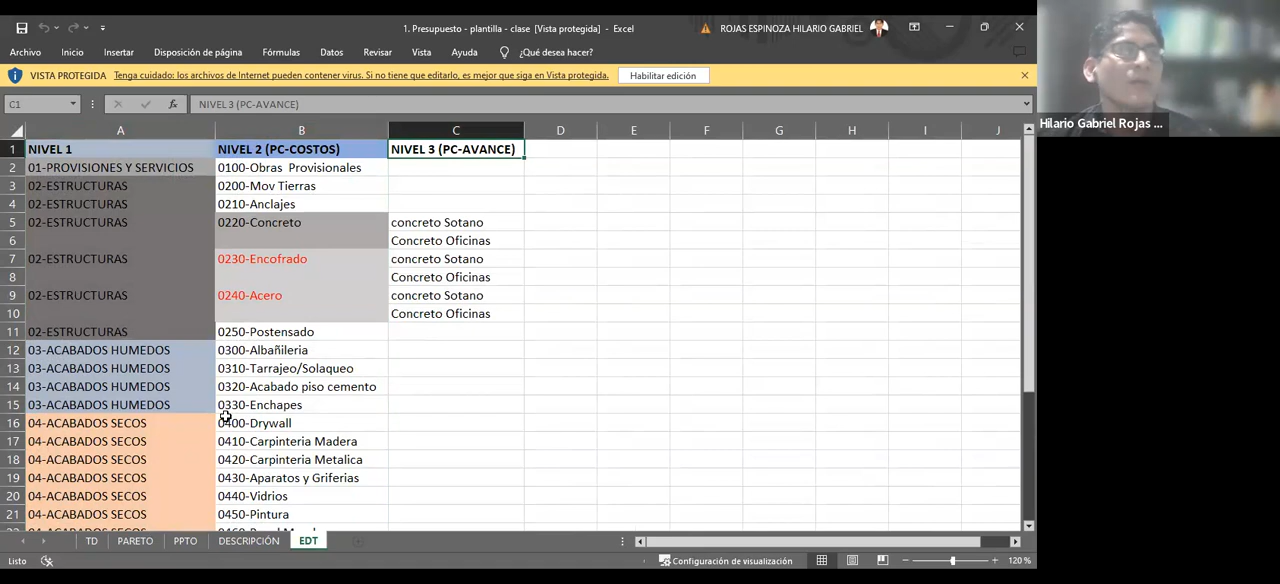 1. Presupuesto - plantilla - clase [Vista protegida] - Excel
ROJAS ESPINOZA HILARIO GABRIEL
Archivo Inicio Insertar Disposición de página Fórmulas Datos Revisar Vista Ayuda ¿Qué desea hacer?
VISTA PROTEGIDA Tenga cuidado: los archivos de Internet pueden contener virus. Si no tiene que editarlo, es mejor que siga en Vista protegida. Habilitar edición
C1 fx NIVEL 3 (PC-AVANCE)
Hilario Gabriel Rojas ...
A B C D E F G H I J
1 NIVEL 1 NIVEL 2 (PC-COSTOS) NIVEL 3 (PC-AVANCE)
2 01-PROVISIONES Y SERVICIOS 0100-Obras Provisionales
3 02-ESTRUCTURAS 0200-Mov Tierras
4 02-ESTRUCTURAS 0210-Anclajes
5 02-ESTRUCTURAS 0220-Concreto concreto Sotano
6 Concreto Oficinas
7 02-ESTRUCTURAS 0230-Encofrado concreto Sotano
8 Concreto Oficinas
9 02-ESTRUCTURAS 0240-Acero concreto Sotano
10 Concreto Oficinas
11 02-ESTRUCTURAS 0250-Postensado
12 03-ACABADOS HUMEDOS 0300-Albañileria
13 03-ACABADOS HUMEDOS 0310-Tarrajeo/Solaqueo
14 03-ACABADOS HUMEDOS 0320-Acabado piso cemento
15 03-ACABADOS HUMEDOS 0330-Enchapes
16 04-ACABADOS SECOS 0400-Drywall
17 04-ACABADOS SECOS 0410-Carpinteria Madera
18 04-ACABADOS SECOS 0420-Carpinteria Metalica
19 04-ACABADOS SECOS 0430-Aparatos y Griferias
20 04-ACABADOS SECOS 0440-Vidrios
21 04-ACABADOS SECOS 0450-Pintura
04-ACABADOS SECOS
TD PARETO PPTO DESCRIPCIÓN EDT
Listo Configuración de visualización 120 %